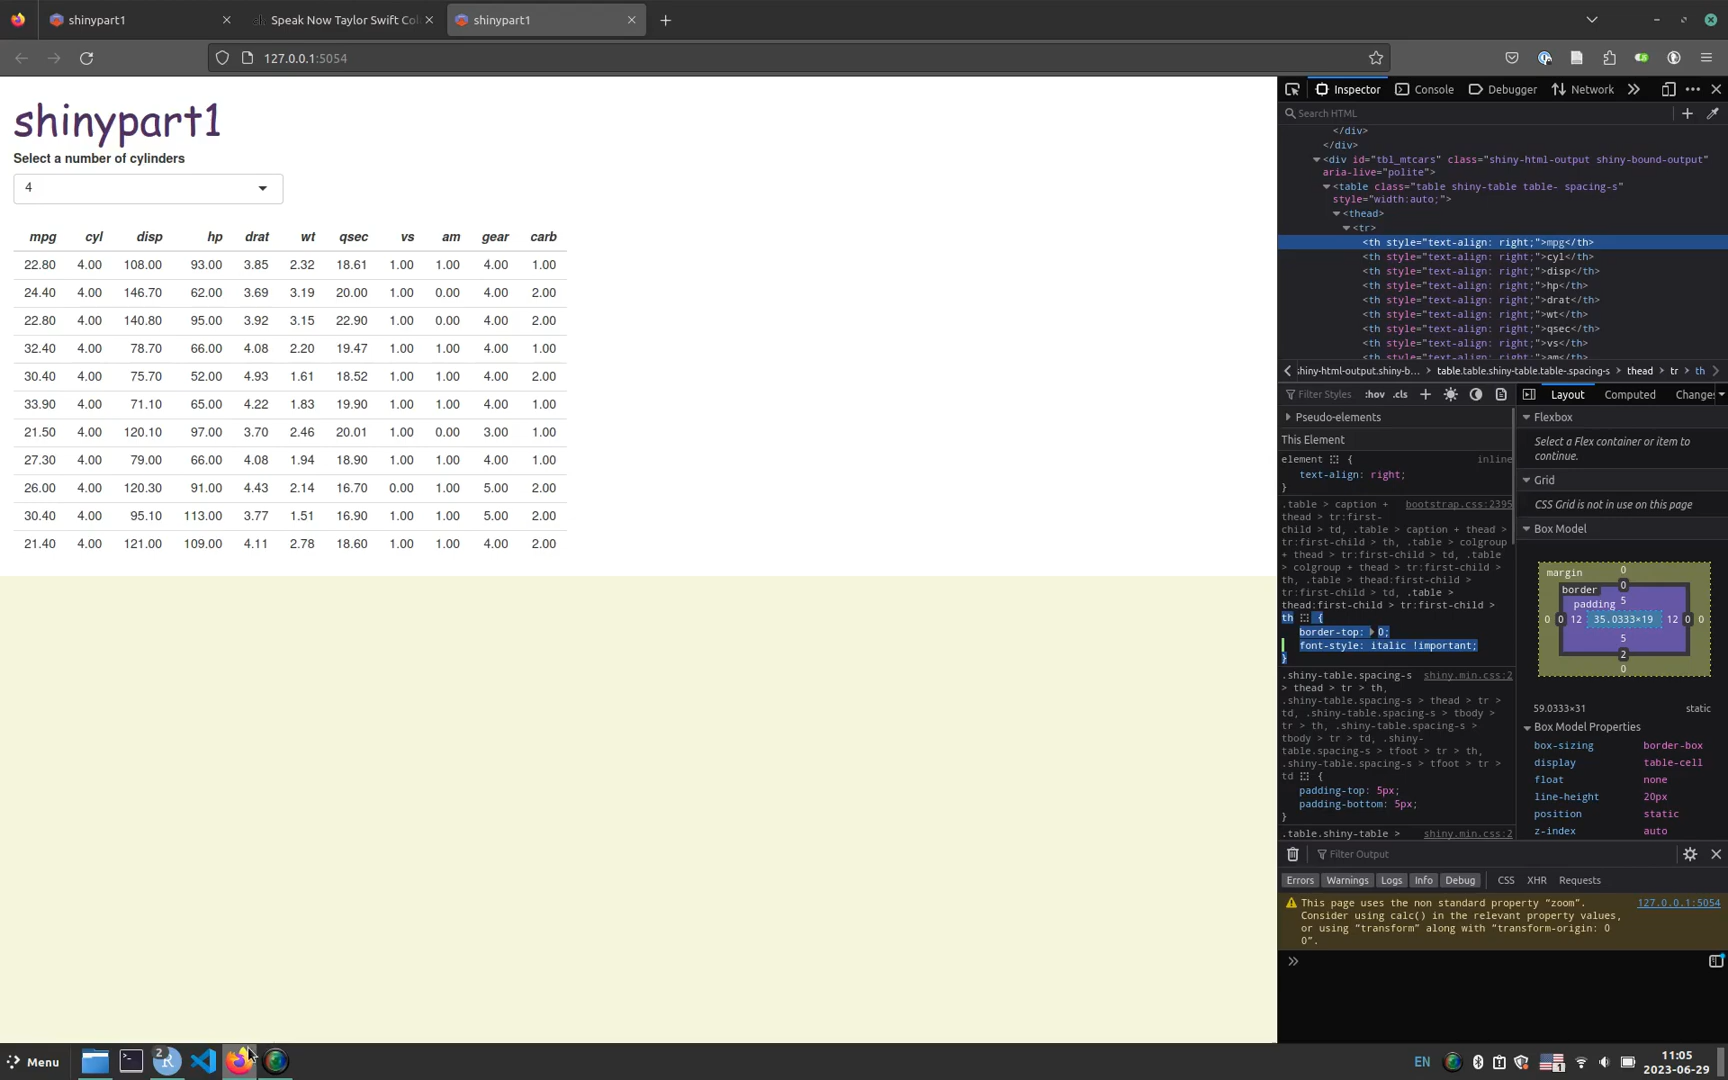 shinypart1
Speak Now Taylor Swift Col
shinypart1
127.0.0.1:5054
shinypart1
Select a number of cylinders
4
mpg cyl disp hp drat wt qsec vs am gear carb
22.80 4.00 108.00 93.00 3.85 2.32 18.61 1.00 1.00 4.00 1.00
24.40 4.00 146.70 62.00 3.69 3.19 20.00 1.00 0.00 4.00 2.00
22.80 4.00 140.80 95.00 3.92 3.15 22.90 1.00 0.00 4.00 2.00
32.40 4.00 78.70 66.00 4.08 2.20 19.47 1.00 1.00 4.00 1.00
30.40 4.00 75.70 52.00 4.93 1.61 18.52 1.00 1.00 4.00 2.00
33.90 4.00 71.10 65.00 4.22 1.83 19.90 1.00 1.00 4.00 1.00
21.50 4.00 120.10 97.00 3.70 2.46 20.01 1.00 0.00 3.00 1.00
27.30 4.00 79.00 66.00 4.08 1.94 18.90 1.00 1.00 4.00 1.00
26.00 4.00 120.30 91.00 4.43 2.14 16.70 0.00 1.00 5.00 2.00
30.40 4.00 95.10 113.00 3.77 1.51 16.90 1.00 1.00 5.00 2.00
21.40 4.00 121.00 109.00 4.11 2.78 18.60 1.00 1.00 4.00 2.00
Inspector Console Debugger Network
Search HTML
</div>
</div>
<div id="tbl_mtcars" class="shiny-html-output shiny-bound-output"
aria-live="polite">
<table class="table shiny-table table- spacing-s"
style="width:auto;">
<thead>
<tr>
<th style="text-align: right;">mpg</th>
<th style="text-align: right;">cyl</th>
<th style="text-align: right;">disp</th>
<th style="text-align: right;">hp</th>
<th style="text-align: right;">drat</th>
<th style="text-align: right;">wt</th>
<th style="text-align: right;">qsec</th>
<th style="text-align: right;">vs</th>
<th style="text-align: right;">am</th>
shiny-html-output.shiny-b... table.table.shiny-table.table-.spacing-s thead tr th
Filter Styles :hov .cls
Pseudo-elements
This Element
element { inline
text-align: right;
}
.table > caption + bootstrap.css:2395
thead > tr:first-
child > td, .table > caption + thead >
tr:first-child > th, .table > colgroup
+ thead > tr:first-child > td, .table
> colgroup + thead > tr:first-child >
th, .table > thead:first-child >
tr:first-child > td, .table >
thead:first-child > tr:first-child >
th {
border-top: 0;
font-style: italic !important;
}
.shiny-table.spacing-s shiny.min.css:2
> thead > tr > th,
.shiny-table.spacing-s > thead > tr >
td, .shiny-table.spacing-s > tbody >
tr > th, .shiny-table.spacing-s >
tbody > tr > td, .shiny-
table.spacing-s > tfoot > tr > th,
.shiny-table.spacing-s > tfoot > tr >
td {
padding-top: 5px;
padding-bottom: 5px;
}
.table.shiny-table > shiny.min.css:2
Layout Computed Changes
Flexbox
Select a Flex container or item to
continue.
Grid
CSS Grid is not in use on this page
Box Model
margin 0
border 0
padding 5
0 0 12 35.0333×19 12 0 0
5
2
0
59.0333×31 static
Box Model Properties
box-sizing border-box
display table-cell
float none
line-height 20px
position static
z-index auto
Filter Output
Errors Warnings Logs Info Debug CSS XHR Requests
This page uses the non standard property “zoom”. 127.0.0.1:5054
Consider using calc() in the relevant property values,
or using “transform” along with “transform-origin: 0
0”.
Menu
2
EN
1
11:05
2023-06-29